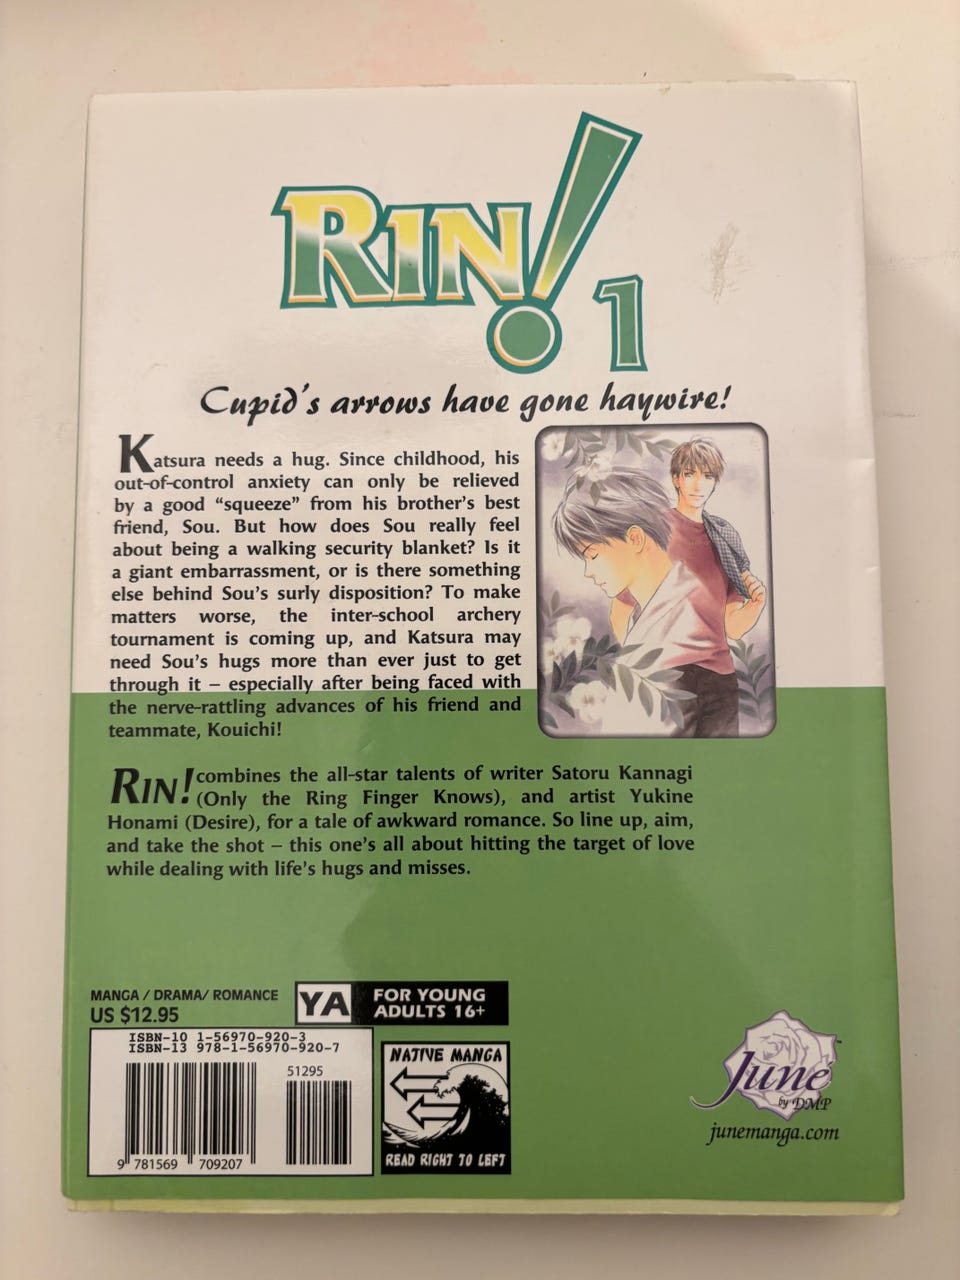 RIN!
1
Cupid's arrows have gone haywire!
Katsura needs a hug. Since childhood, his
out-of-control anxiety can only be relieved
by a good “squeeze” from his brother's best
friend, Sou. But how does Sou really feel
about being a walking security blanket? Is it
a giant embarrassment, or is there something
else behind Sou's surly disposition? To make
matters worse, the inter-school archery
tournament is coming up, and Katsura may
need Sou's hugs more than ever just to get
through it – especially after being faced with
the nerve-rattling advances of his friend and
teammate, Kouichi!
RIN! combines the all-star talents of writer Satoru Kannagi
(Only the Ring Finger Knows), and artist Yukine
Honami (Desire), for a tale of awkward romance. So line up, aim,
and take the shot – this one's all about hitting the target of love
while dealing with life's hugs and misses.
MANGA / DRAMA/ ROMANCE
US $12.95
YA
FOR YOUNG
ADULTS 16+
ISBN-10 1-56970-920-3
ISBN-13 978-1-56970-920-7
51295
9 781569 709207
NATIVE MANGA
READ RIGHT TO LEFT
Juné™
by DMP
junemanga.com